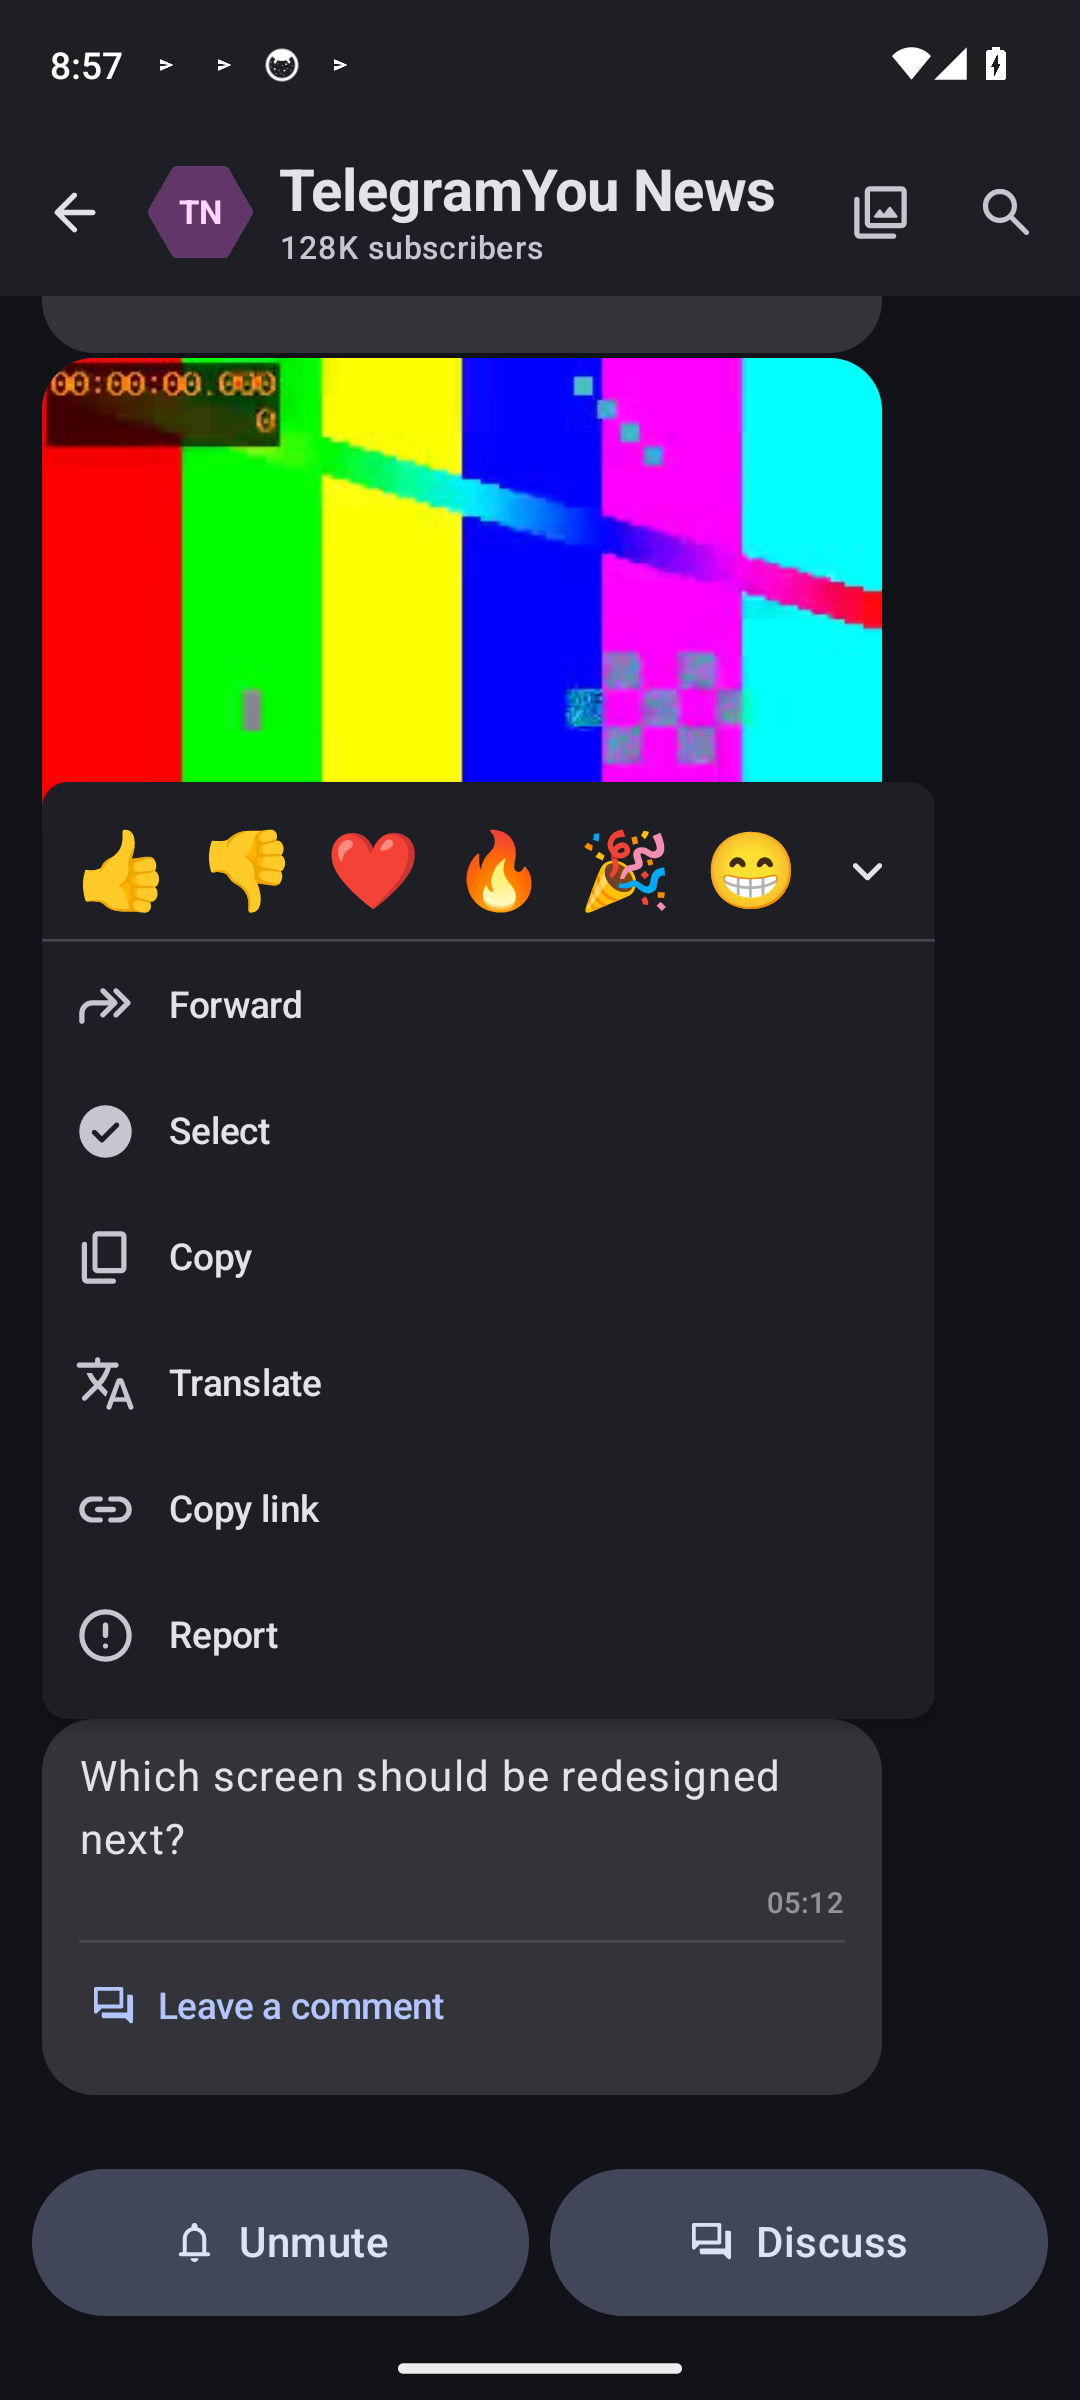 8:57
TN
TelegramYou News
128K subscribers
00:00:00.000
0
Forward
Select
Copy
Translate
Copy link
Report
Which screen should be redesigned
next?
05:12
Leave a comment
Unmute
Discuss